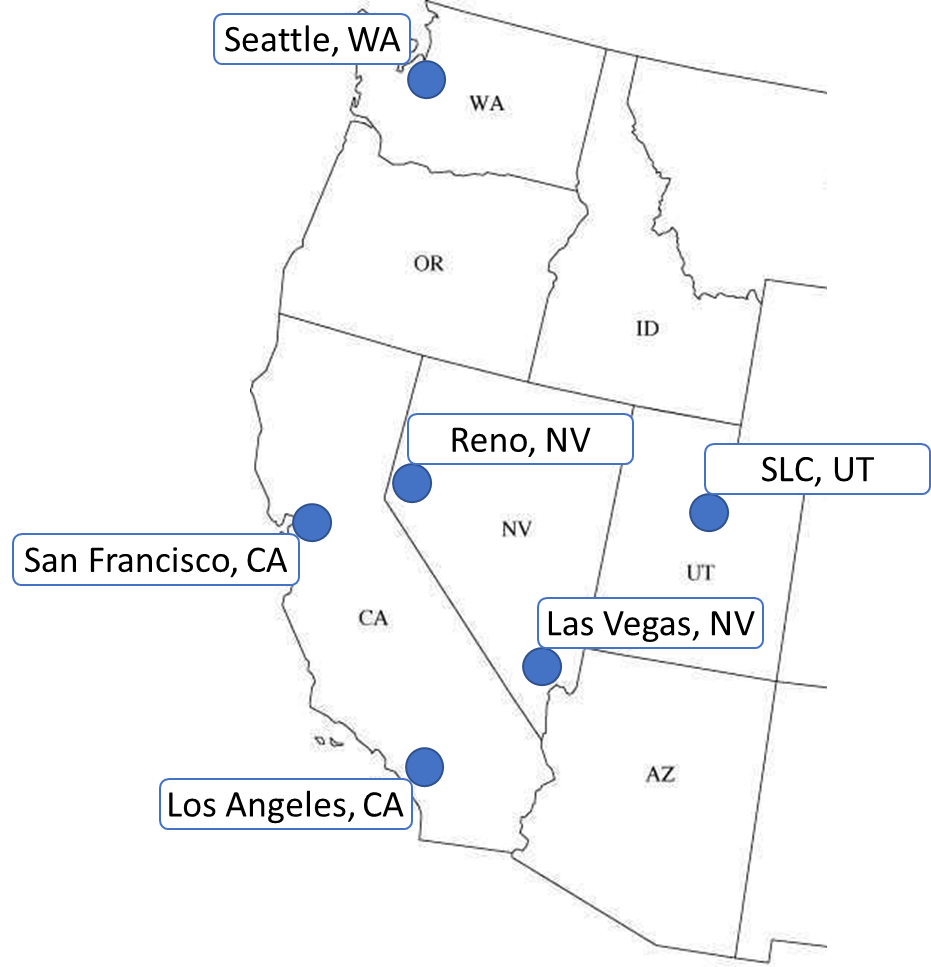 Seattle, WA
WA
OR
ID
Reno, NV
SLC, UT
NV
San Francisco, CA
UT
CA
Las Vegas, NV
AZ
Los Angeles, CA